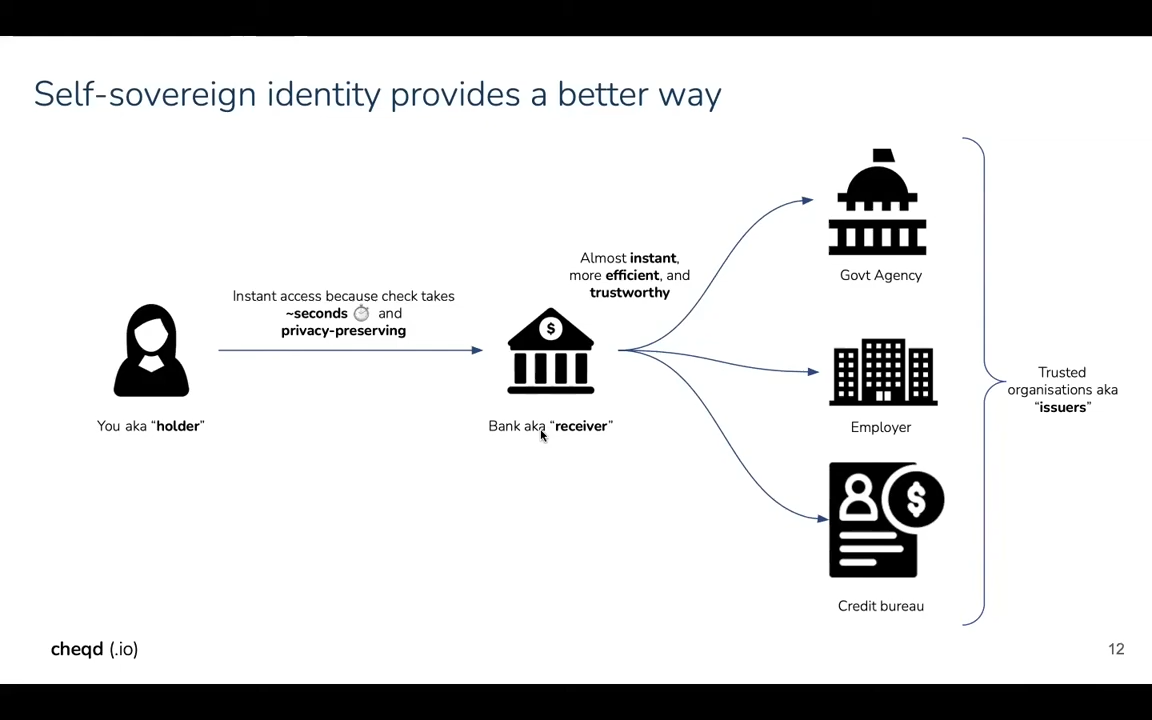 Self-sovereign identity provides a better way
Almost instant,
more efficient, and
trustworthy
Govt Agency
Instant access because check takes
~seconds ⏱ and
privacy-preserving
$
Trusted
organisations aka
“issuers”
You aka “holder”
Bank aka “receiver”
Employer
$
Credit bureau
cheqd (.io)
12